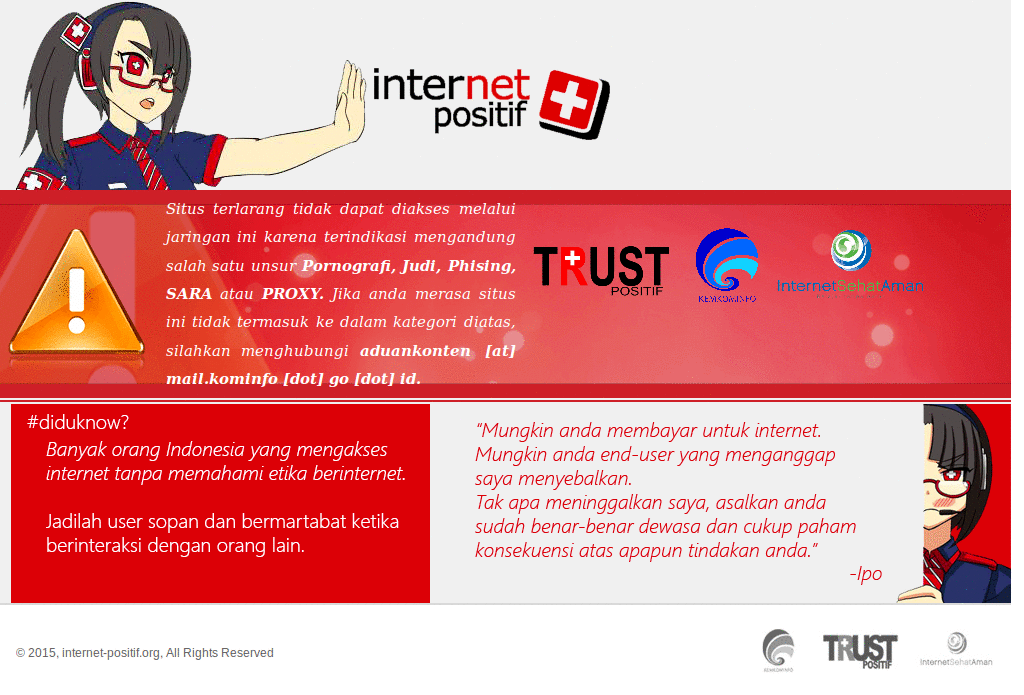 internet
positif
Situs terlarang tidak dapat diakses melalui
jaringan ini karena terindikasi mengandung
salah satu unsur Pornografi, Judi, Phising,
SARA atau PROXY. Jika anda merasa situs
ini tidak termasuk ke dalam kategori diatas,
silahkan menghubungi aduankonten [at]
mail.kominfo [dot] go [dot] id.
TRUST
POSITIF
KEMKOMINFO
InternetSehatAman
#diduknow?
Banyak orang Indonesia yang mengakses
internet tanpa memahami etika berinternet.
Jadilah user sopan dan bermartabat ketika
berinteraksi dengan orang lain.
"Mungkin anda membayar untuk internet.
Mungkin anda end-user yang menganggap
saya menyebalkan.
Tak apa meninggalkan saya, asalkan anda
sudah benar-benar dewasa dan cukup paham
konsekuensi atas apapun tindakan anda."
-Ipo
© 2015, internet-positif.org, All Rights Reserved
KEMKOMINFO
TRUST
POSITIF
InternetSehatAman